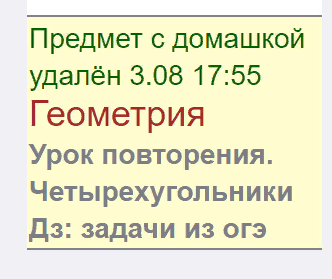 Предмет с домашкой
удалён 3.08 17:55
Геометрия
Урок повторения.
Четырехугольники
Дз: задачи из огэ